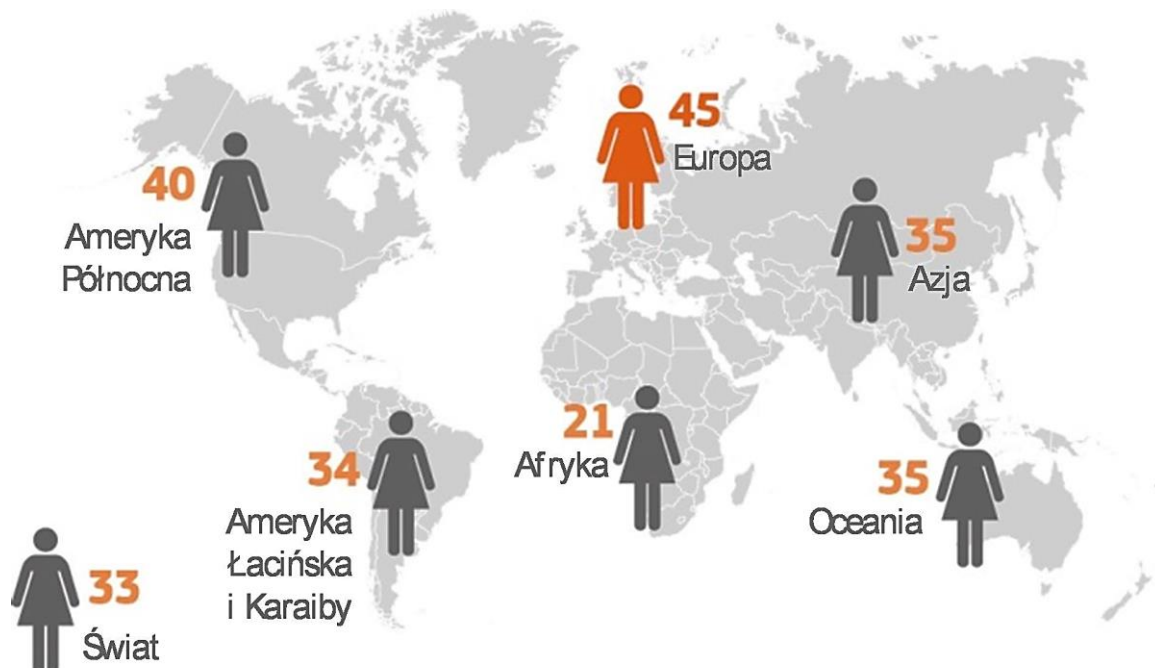 45
Europa
40
Ameryka
Północna
35
Azja
21
Afryka
34
Ameryka
Łacińska
i Karaiby
35
Oceania
33
Świat